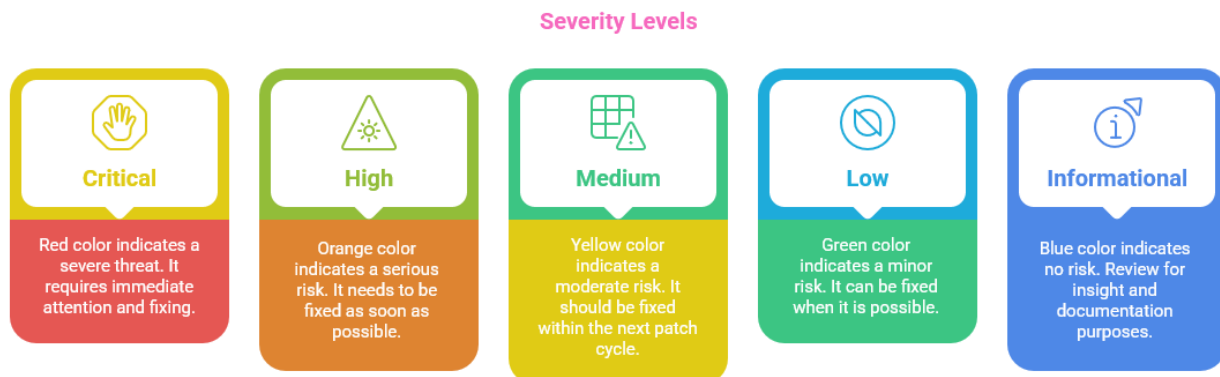 Severity Levels
Critical
Red color indicates a
severe threat. It
requires immediate
attention and fixing.
High
Orange color
indicates a serious
risk. It needs to be
fixed as soon as
possible.
Medium
Yellow color
indicates a
moderate risk. It
should be fixed
within the next patch
cycle.
Low
Green color
indicates a minor
risk. It can be fixed
when it is possible.
Informational
Blue color indicates
no risk. Review for
insight and
documentation
purposes.